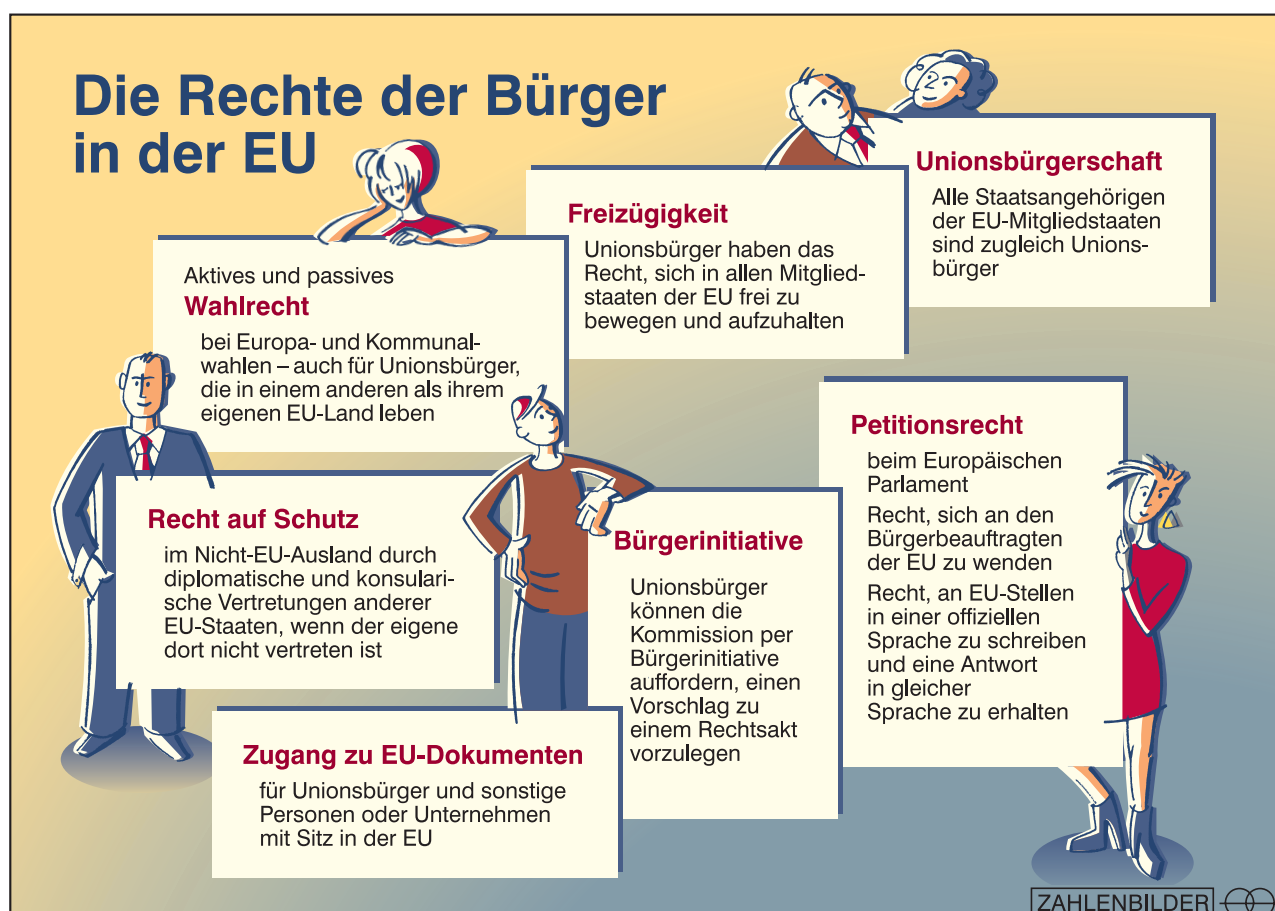 Die Rechte der Bürger
in der EU
Unionsbürgerschaft
Alle Staatsangehörigen
der EU-Mitgliedstaaten
sind zugleich Unions-
bürger
Freizügigkeit
Unionsbürger haben das
Recht, sich in allen Mitglied-
staaten der EU frei zu
bewegen und aufzuhalten
Aktives und passives
Wahlrecht
bei Europa- und Kommunal-
wahlen – auch für Unionsbürger,
die in einem anderen als ihrem
eigenen EU-Land leben
Petitionsrecht
beim Europäischen
Parlament
Recht, sich an den
Bürgerbeauftragten
der EU zu wenden
Recht, an EU-Stellen
in einer offiziellen
Sprache zu schreiben
und eine Antwort
in gleicher
Sprache zu erhalten
Recht auf Schutz
im Nicht-EU-Ausland durch
diplomatische und konsulari-
sche Vertretungen anderer
EU-Staaten, wenn der eigene
dort nicht vertreten ist
Bürgerinitiative
Unionsbürger
können die
Kommission per
Bürgerinitiative
auffordern, einen
Vorschlag zu
einem Rechtsakt
vorzulegen
Zugang zu EU-Dokumenten
für Unionsbürger und sonstige
Personen oder Unternehmen
mit Sitz in der EU
ZAHLENBILDER